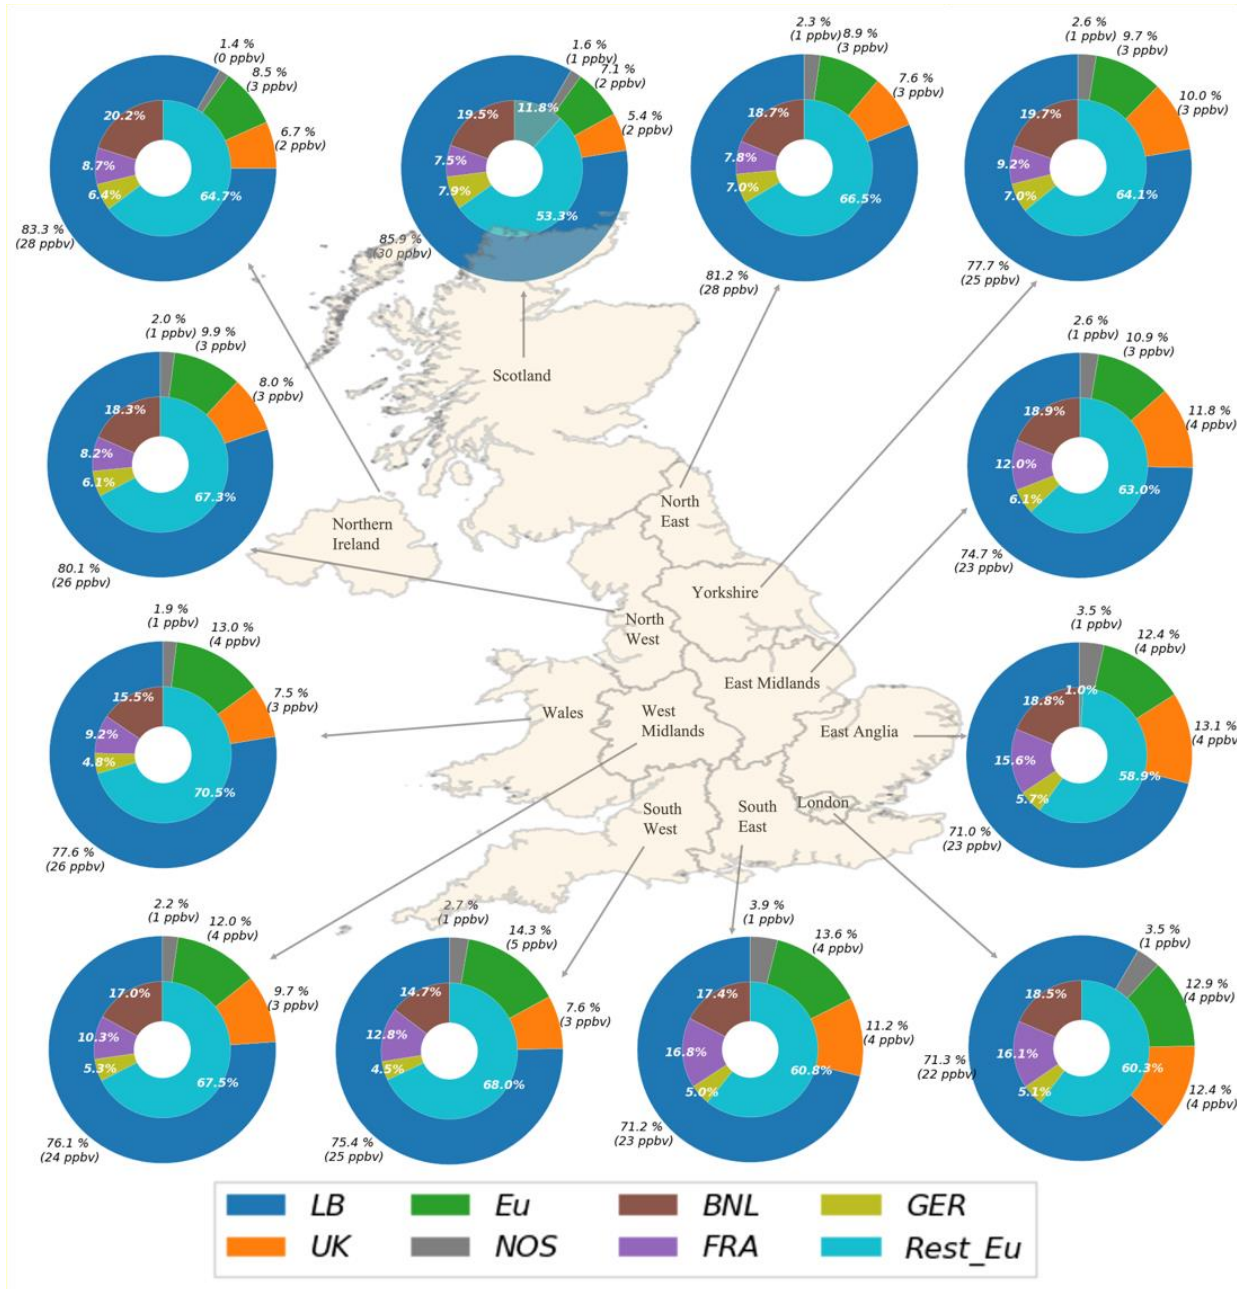 1.4 %
(0 ppbv)
8.5 %
(3 ppbv)
6.7 %
(2 ppbv)
20.2%
8.7%
6.4%
64.7%
83.3 %
(28 ppbv)
1.6 %
(1 ppbv)
7.1 %
(2 ppbv)
5.4 %
(2 ppbv)
19.5%
11.8%
7.5%
7.9%
53.3%
85.9 %
(30 ppbv)
2.3 %
(1 ppbv)
8.9 %
(3 ppbv)
7.6 %
(3 ppbv)
18.7%
7.8%
7.0%
66.5%
81.2 %
(28 ppbv)
2.6 %
(1 ppbv)
9.7 %
(3 ppbv)
10.0 %
(3 ppbv)
19.7%
9.2%
7.0%
64.1%
77.7 %
(25 ppbv)
2.0 %
(1 ppbv)
9.9 %
(3 ppbv)
8.0 %
(3 ppbv)
18.3%
8.2%
6.1%
67.3%
80.1 %
(26 ppbv)
Scotland
Northern
Ireland
North
East
Yorkshire
North
West
East Midlands
Wales
West
Midlands
East Anglia
South
West
South
East
London
2.6 %
(1 ppbv)
10.9 %
(3 ppbv)
11.8 %
(4 ppbv)
18.9%
12.0%
6.1%
63.0%
74.7 %
(23 ppbv)
1.9 %
(1 ppbv)
13.0 %
(4 ppbv)
7.5 %
(3 ppbv)
15.5%
9.2%
4.8%
70.5%
77.6 %
(26 ppbv)
3.5 %
(1 ppbv)
12.4 %
(4 ppbv)
13.1 %
(4 ppbv)
18.8%
1.0%
15.6%
5.7%
58.9%
71.0 %
(23 ppbv)
2.2 %
(1 ppbv)
12.0 %
(4 ppbv)
9.7 %
(3 ppbv)
17.0%
10.3%
5.3%
67.5%
76.1 %
(24 ppbv)
2.7 %
(1 ppbv)
14.3 %
(5 ppbv)
7.6 %
(3 ppbv)
14.7%
12.8%
4.5%
68.0%
75.4 %
(25 ppbv)
3.9 %
(1 ppbv)
13.6 %
(4 ppbv)
11.2 %
(4 ppbv)
17.4%
16.8%
5.0%
60.8%
71.2 %
(23 ppbv)
3.5 %
(1 ppbv)
12.9 %
(4 ppbv)
12.4 %
(4 ppbv)
18.5%
16.1%
5.1%
60.3%
71.3 %
(22 ppbv)
LB
Eu
BNL
GER
UK
NOS
FRA
Rest_Eu